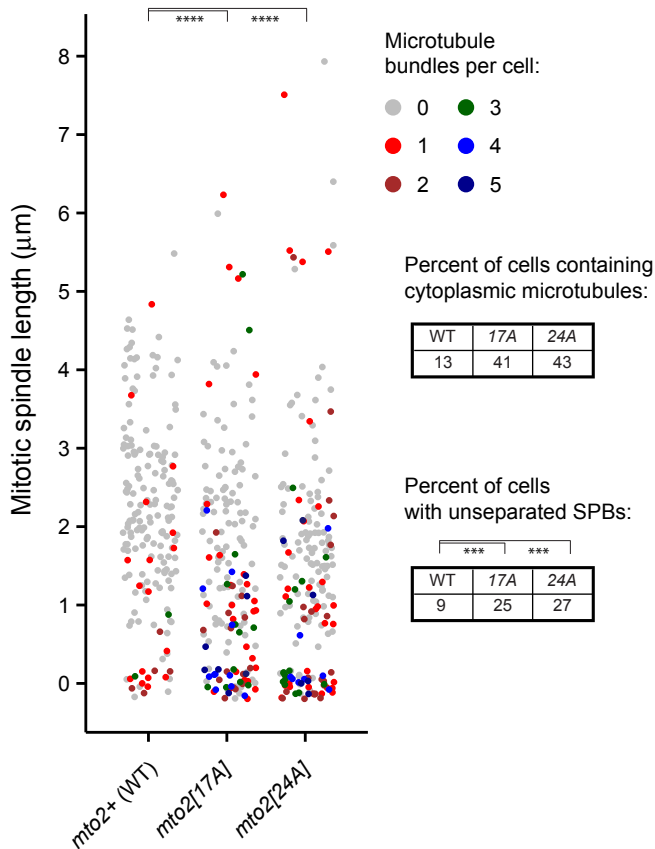 **** ****
Mitotic spindle length (μm)
8
7
6
5
4
3
2
1
0
mto2+ (WT)
mto2[17A]
mto2[24A]
Microtubule
bundles per cell:
0 3
1 4
2 5
Percent of cells containing
cytoplasmic microtubules:
WT 17A 24A
13 41 43
Percent of cells
with unseparated SPBs:
*** ***
WT 17A 24A
9 25 27